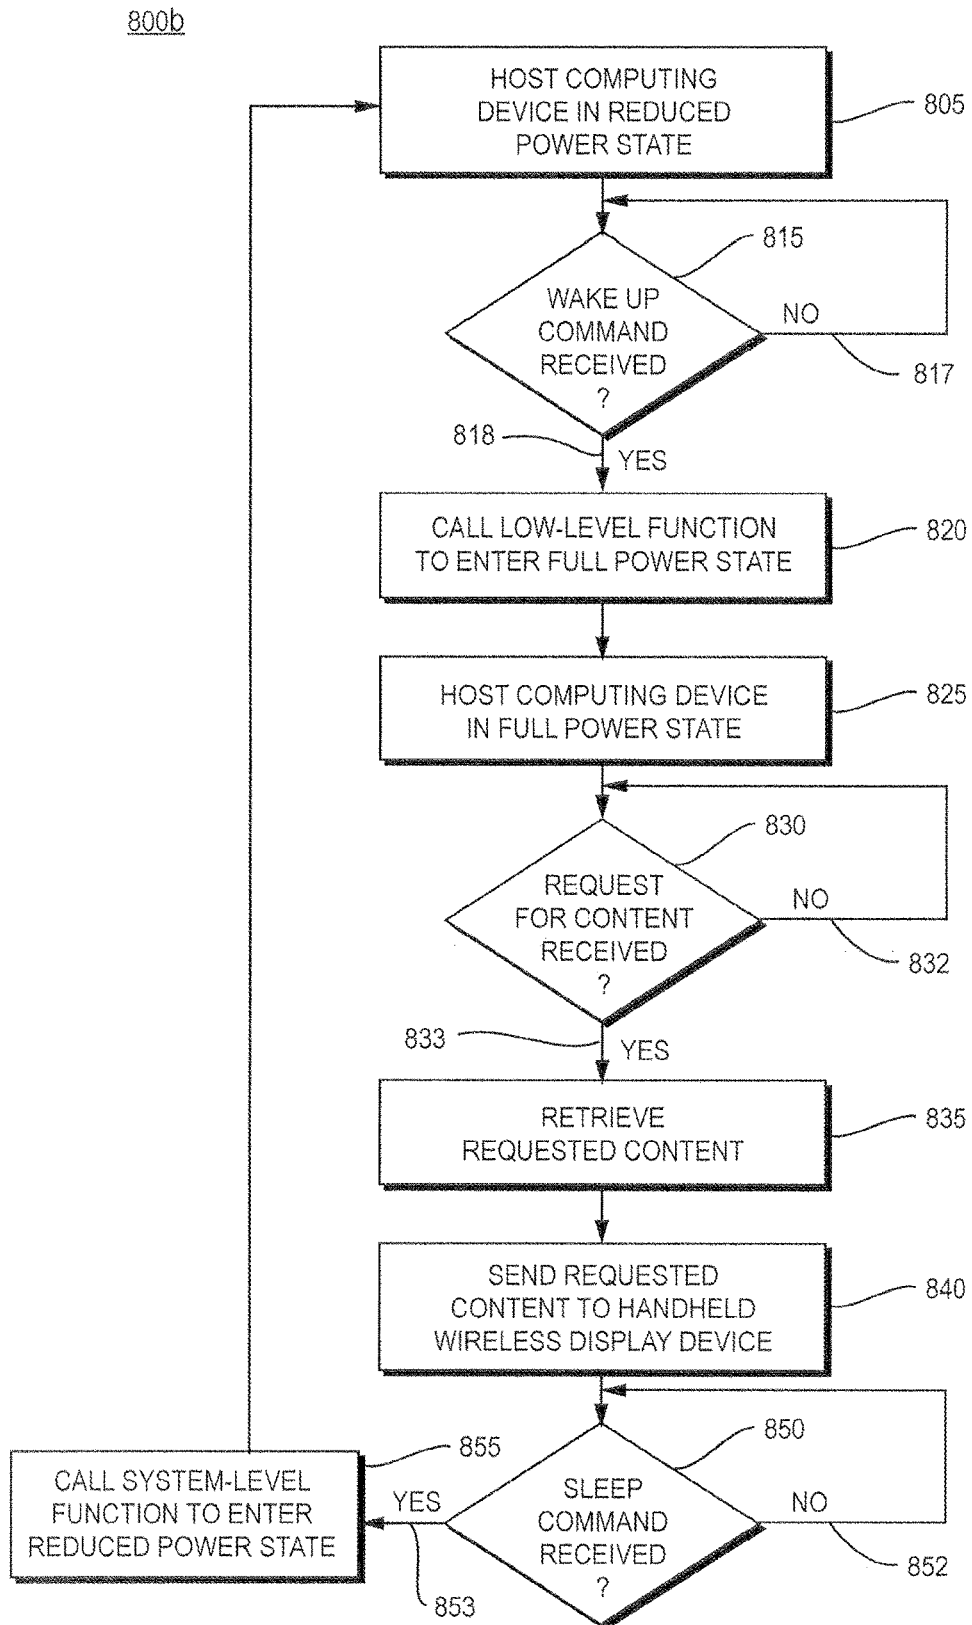 800b
HOST COMPUTING
DEVICE IN REDUCED
POWER STATE
805
815
WAKE UP
COMMAND
RECEIVED
?
NO
817
818
YES
CALL LOW-LEVEL FUNCTION
TO ENTER FULL POWER STATE
820
HOST COMPUTING DEVICE
IN FULL POWER STATE
825
830
REQUEST
FOR CONTENT
RECEIVED
?
NO
832
833
YES
RETRIEVE
REQUESTED CONTENT
835
SEND REQUESTED
CONTENT TO HANDHELD
WIRELESS DISPLAY DEVICE
840
850
SLEEP
COMMAND
RECEIVED
?
NO
852
YES
853
855
CALL SYSTEM-LEVEL
FUNCTION TO ENTER
REDUCED POWER STATE